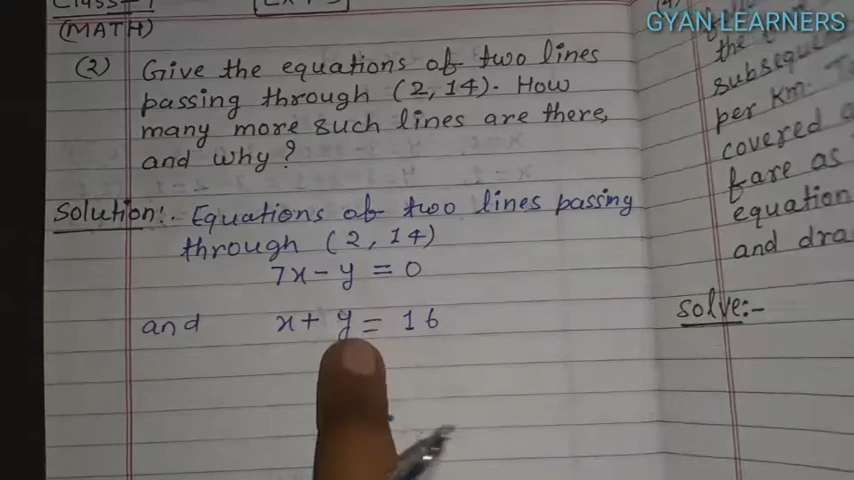 GYAN LEARNERS
(MATH)
(2) Give the equations of two lines
passing through (2, 14). How
many more such lines are there,
and why?
Solution:- Equations of two lines passing
through (2, 14)
7x - y = 0
and x + y = 16
the
subseque
per Km.
covered
fare as
equation
and dra
solve:-